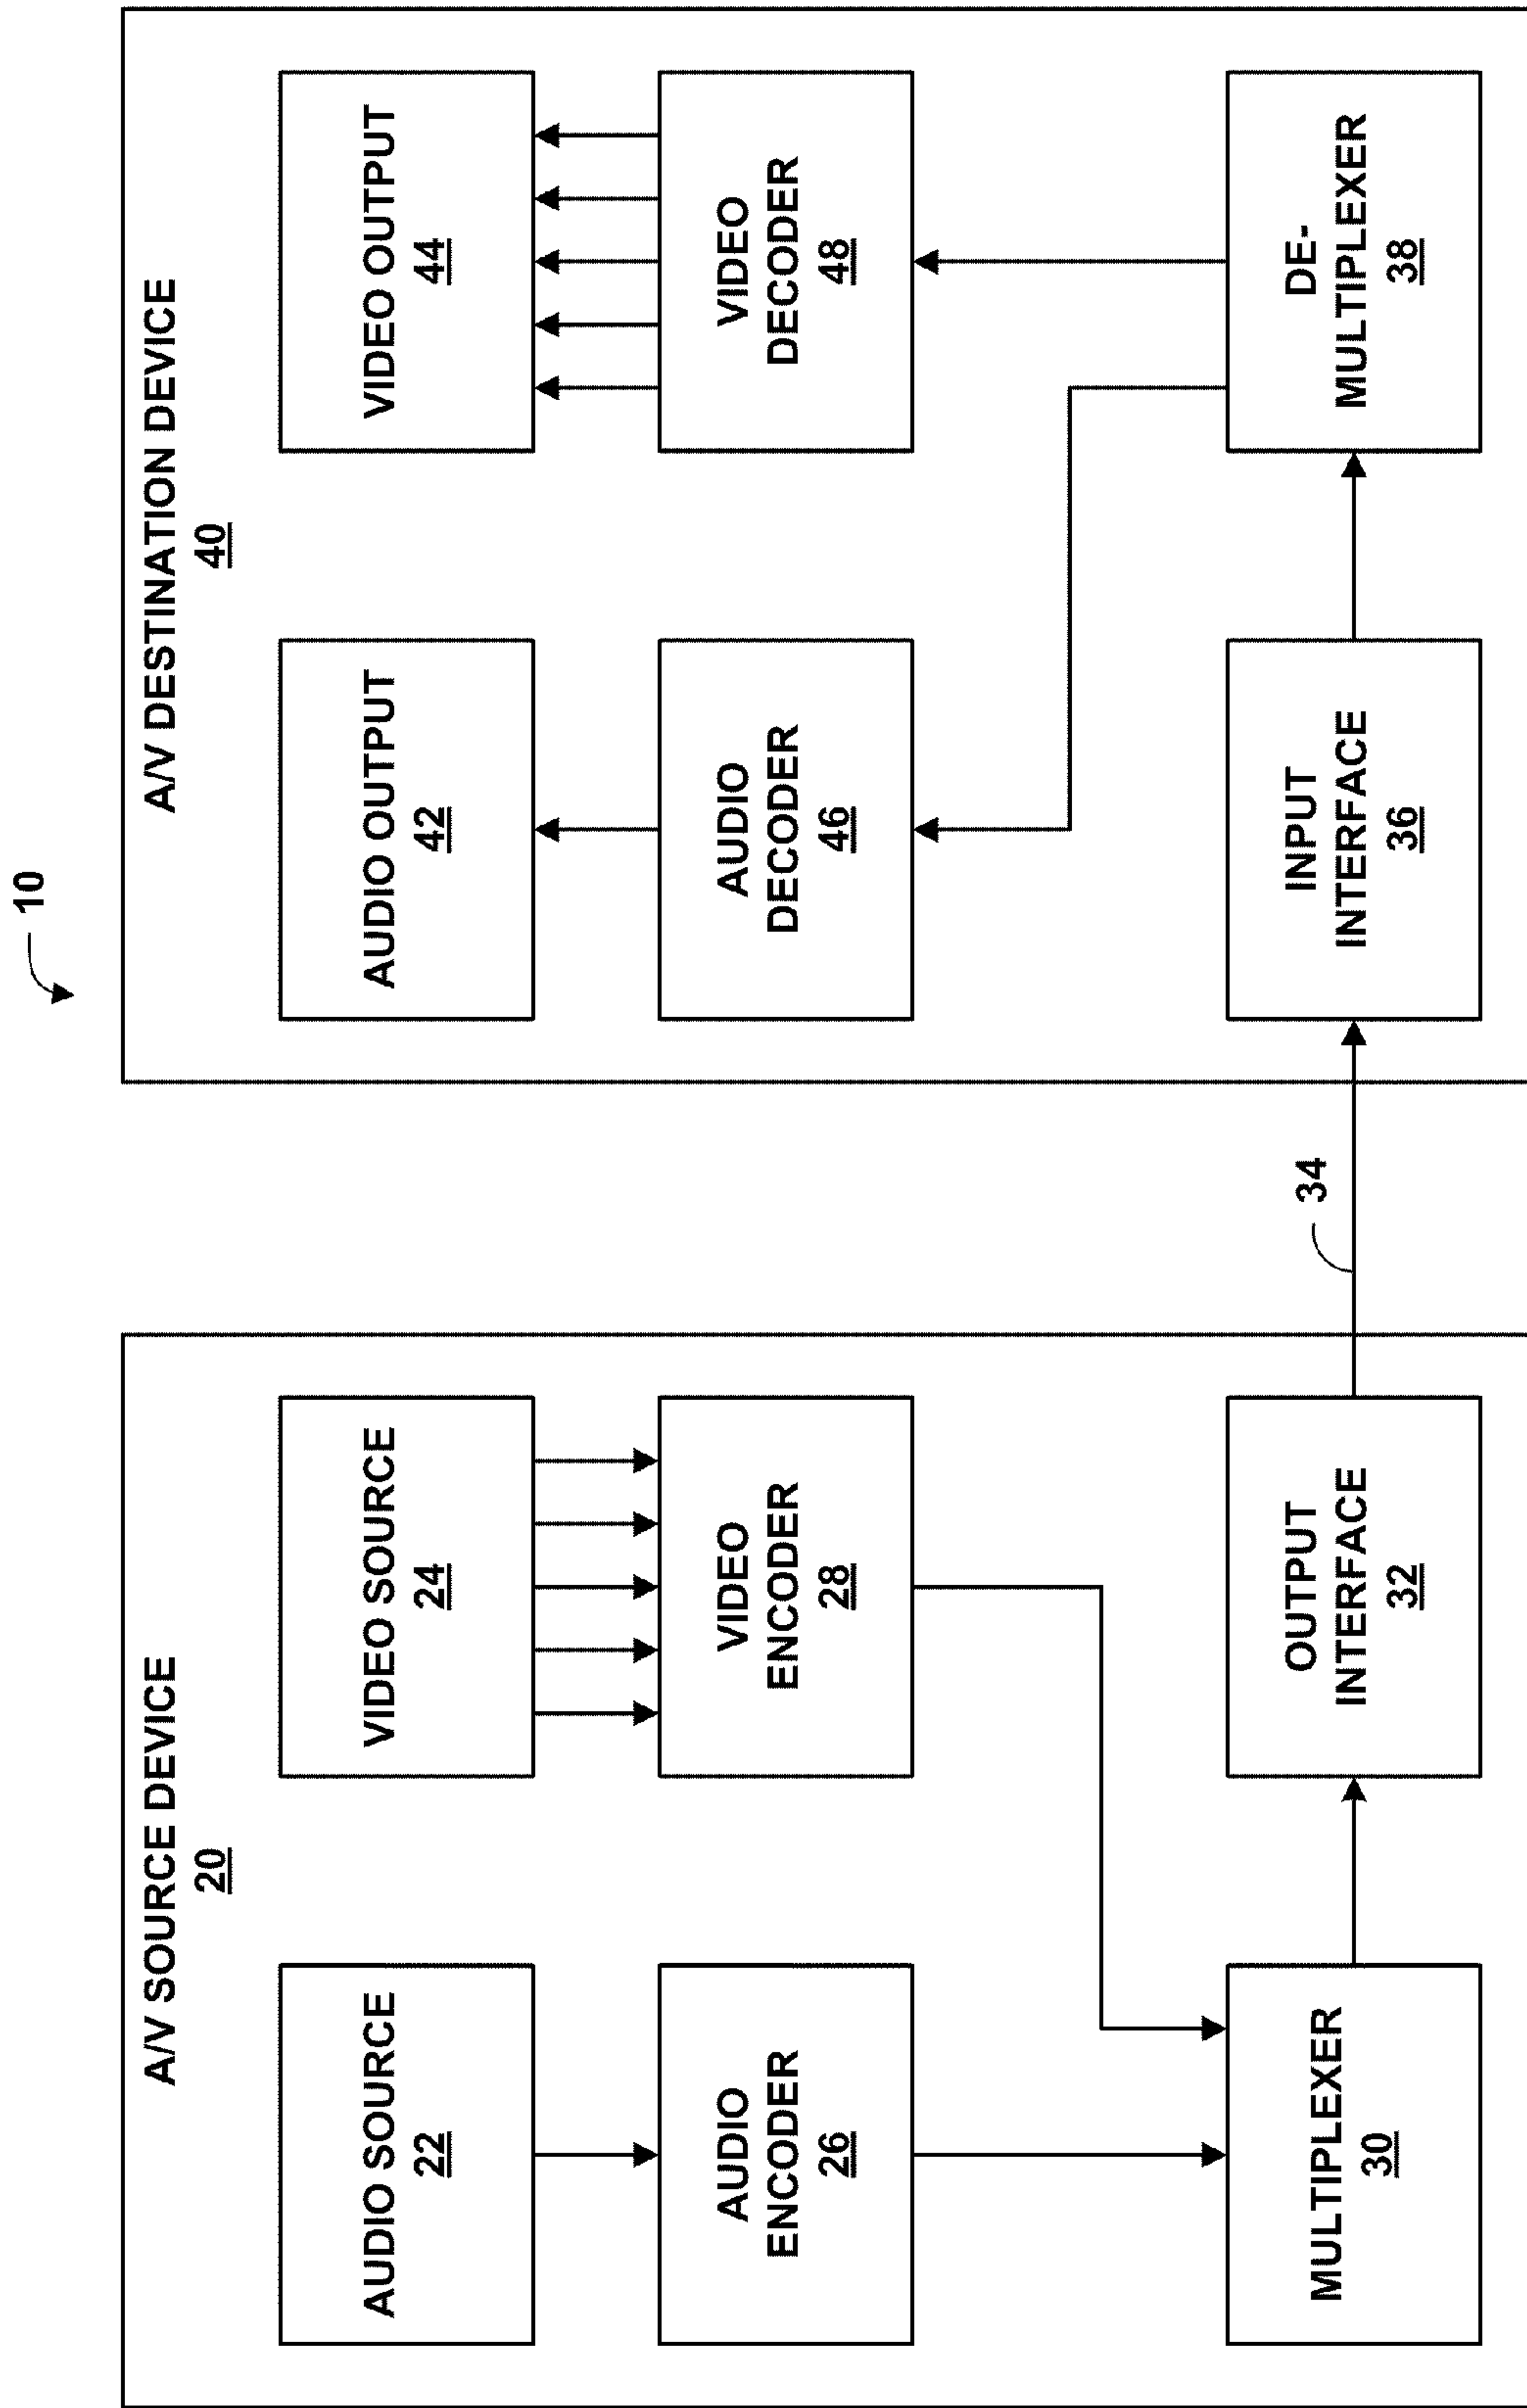 10
A/V SOURCE DEVICE
20
AUDIO SOURCE
22
VIDEO SOURCE
24
AUDIO
ENCODER
26
VIDEO
ENCODER
28
MULTIPLEXER
30
OUTPUT
INTERFACE
32
34
A/V DESTINATION DEVICE
40
AUDIO OUTPUT
42
VIDEO OUTPUT
44
AUDIO
DECODER
46
VIDEO
DECODER
48
INPUT
INTERFACE
36
DE-
MULTIPLEXER
38